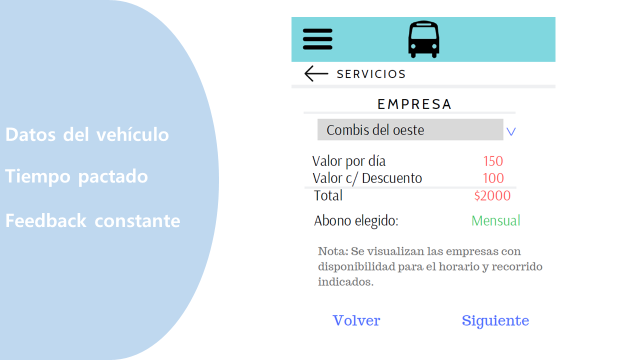 Datos del vehículo
Tiempo pactado
Feedback constante
SERVICIOS
EMPRESA
Combis del oeste
Valor por día 150
Valor c/ Descuento 100
Total $2000
Abono elegido: Mensual
Nota: Se visualizan las empresas con
disponibilidad para el horario y recorrido
indicados.
Volver Siguiente